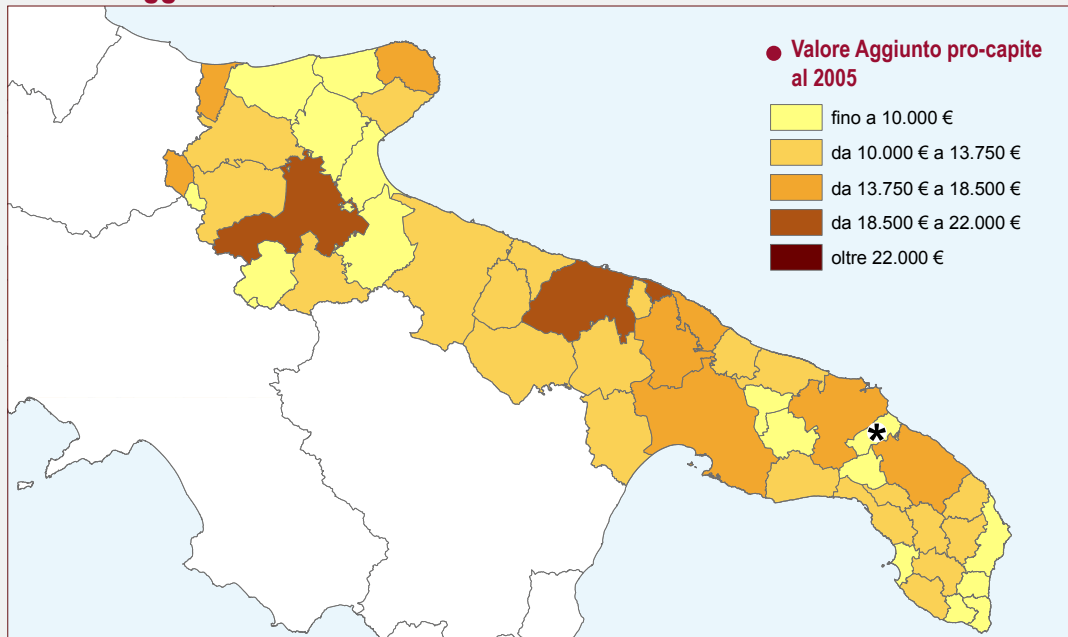 Valore Aggiunto pro-capite
al 2005
fino a 10.000 €
da 10.000 € a 13.750 €
da 13.750 € a 18.500 €
da 18.500 € a 22.000 €
oltre 22.000 €
*